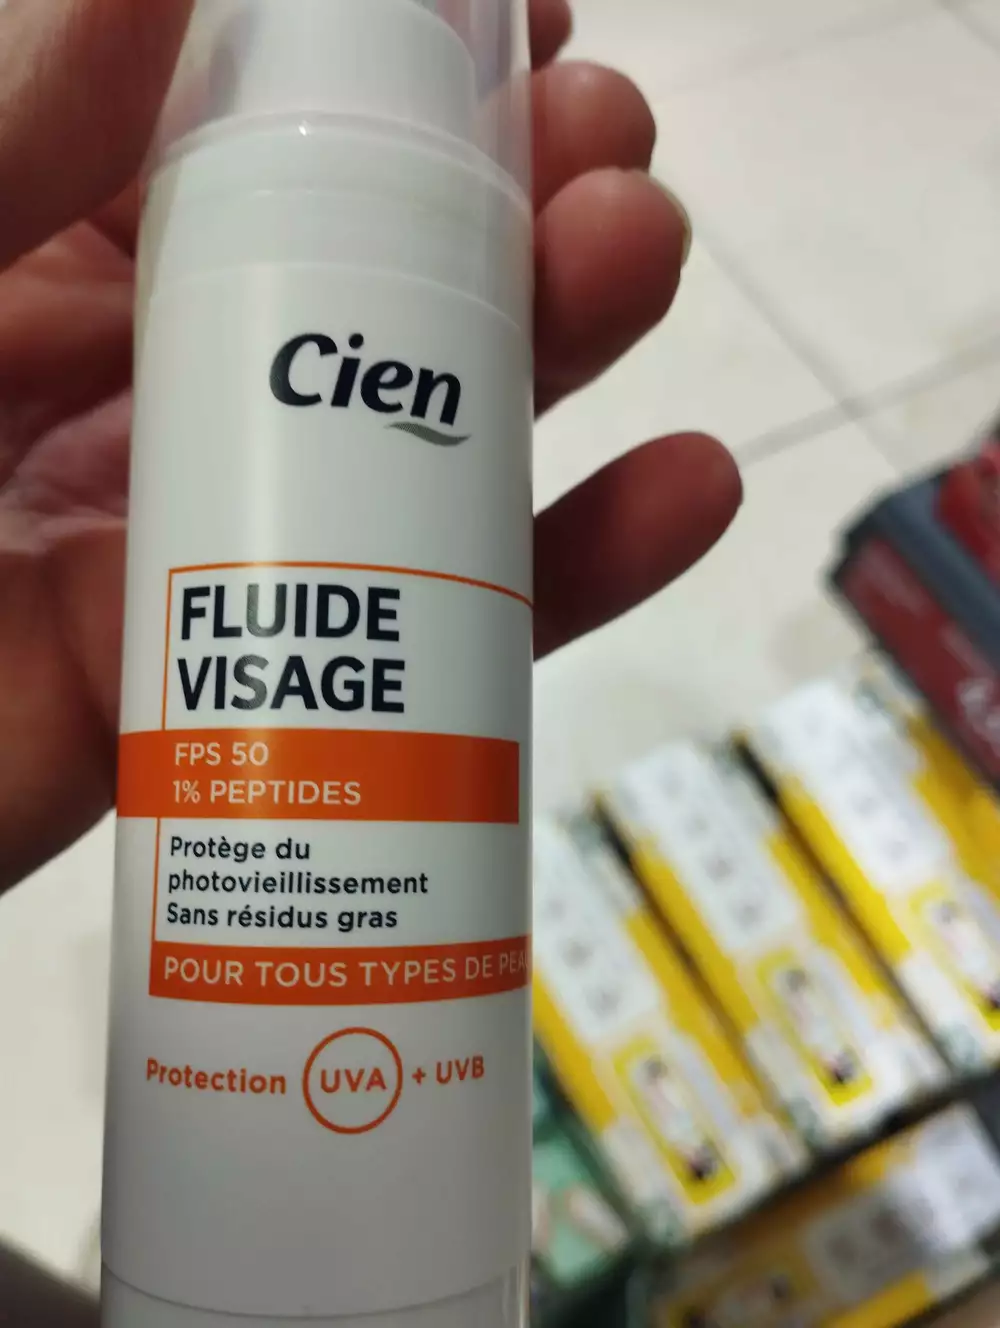 Cien
FLUIDE
VISAGE
FPS 50
1% PEPTIDES
Protège du
photovieillissement
Sans résidus gras
POUR TOUS TYPES DE PEA
Protection UVA + UVB